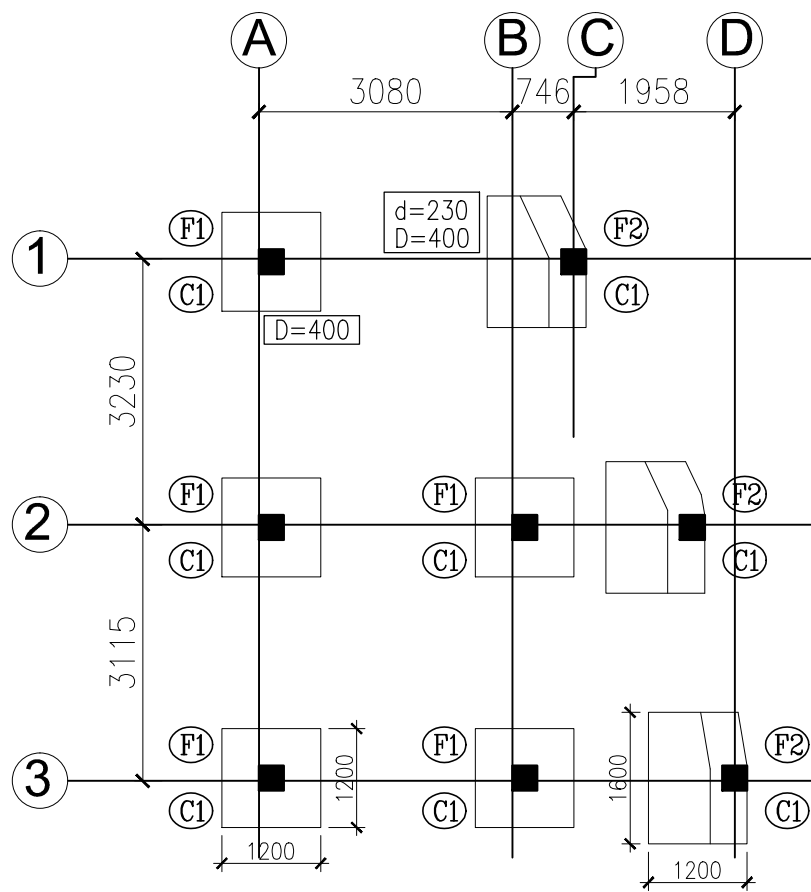 A B C D
3080 746 1958
F1 d=230 F2
D=400
1
C1 C1
D=400
3230
F1 F1 F2
2
C1 C1 C1
3115
F1 F1 F2
3 1200 1600
C1 C1 C1
1200 1200